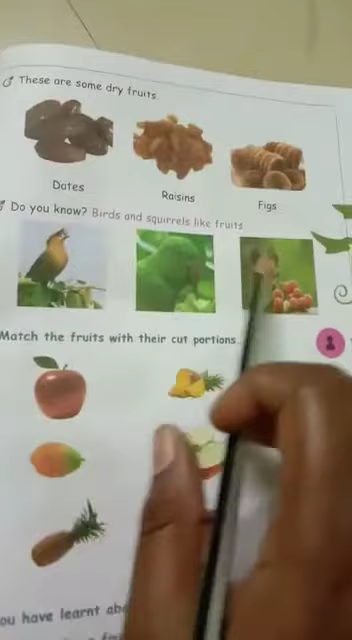 These are some dry fruits.
Dates
Raisins
Figs
Do you know? Birds and squirrels like fruits
Match the fruits with their cut portions.
ou have learnt